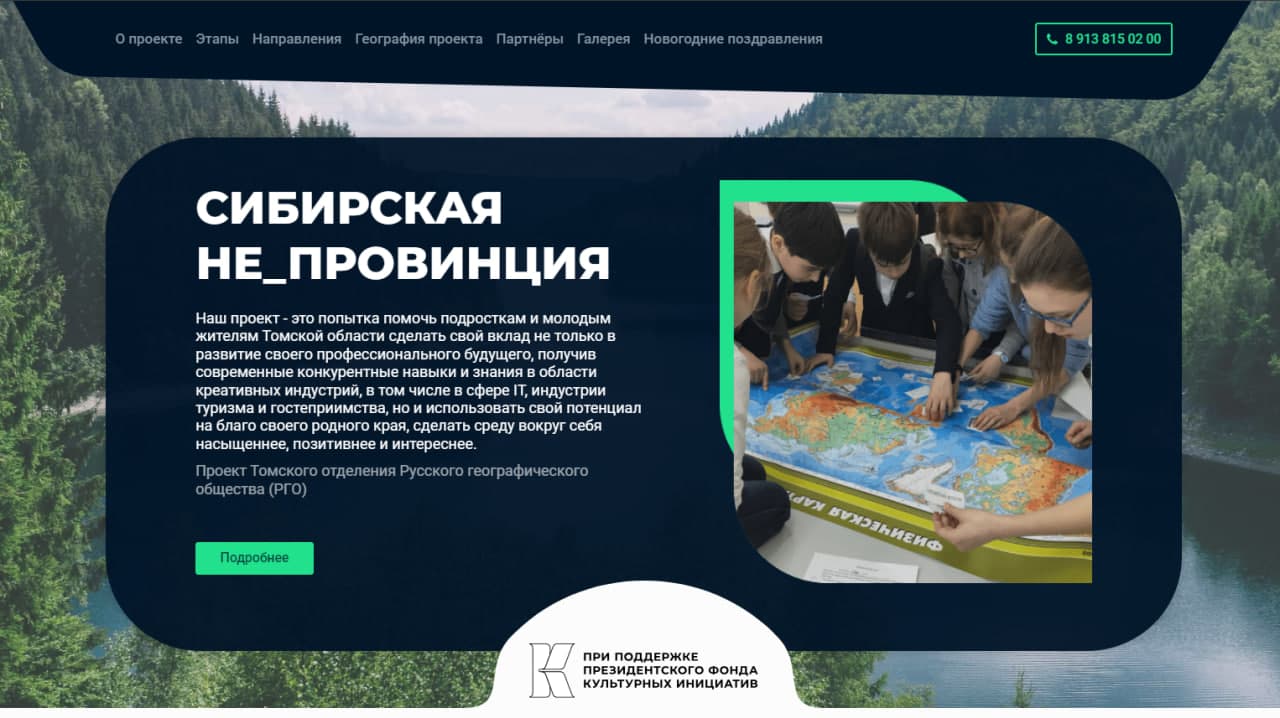 О проекте Этапы Направления География проекта Партнёры Галерея Новогодние поздравления
8 913 815 02 00
СИБИРСКАЯ
НЕ_ПРОВИНЦИЯ
Наш проект - это попытка помочь подросткам и молодым
жителям Томской области сделать свой вклад не только в
развитие своего профессионального будущего, получив
современные конкурентные навыки и знания в области
креативных индустрий, в том числе в сфере IT, индустрии
туризма и гостеприимства, но и использовать свой потенциал
на благо своего родного края, сделать среду вокруг себя
насыщеннее, позитивнее и интереснее.
Проект Томского отделения Русского географического
общества (РГО)
Подробнее
ФИЗИЧЕСКАЯ КАРТА
ПРИ ПОДДЕРЖКЕ
ПРЕЗИДЕНТСКОГО ФОНДА
КУЛЬТУРНЫХ ИНИЦИАТИВ